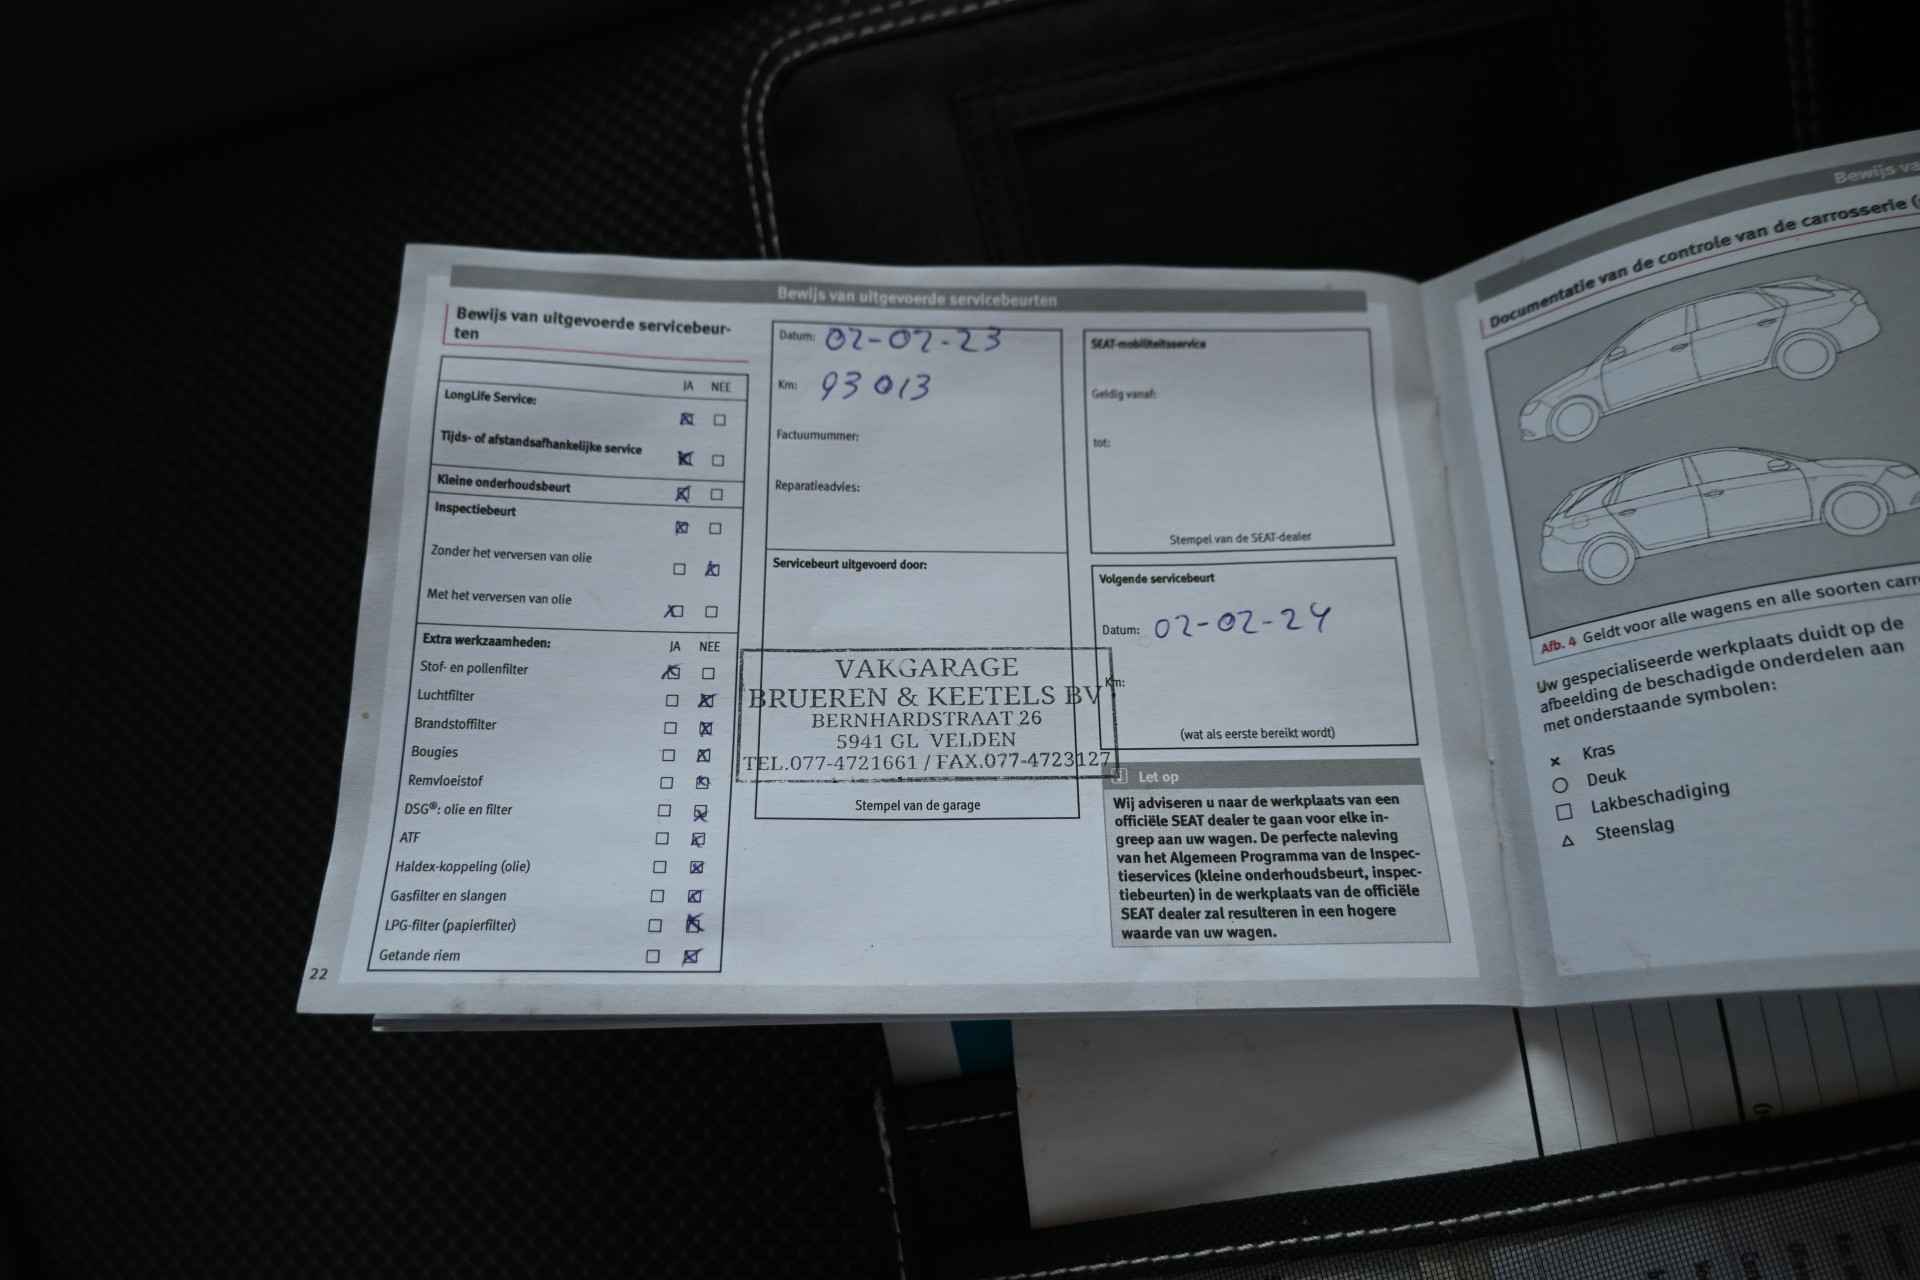 Bewijs van uitgevoerde servicebeurten
Bewijs van uitgevoerde servicebeur-
ten
JA NEE
LongLife Service:
Tijds- of afstandsafhankelijke service
Kleine onderhoudsbeurt
Inspectiebeurt
Zonder het verversen van olie
Met het verversen van olie
Extra werkzaamheden: JA NEE
Stof- en pollenfilter
Luchtfilter
Brandstoffilter
Bougies
Remvloeistof
DSG®: olie en filter
ATF
Haldex-koppeling (olie)
Gasfilter en slangen
LPG-filter (papierfilter)
Getande riem
22
Datum: 02-02-23
Km: 93 013
Factuurnummer:
Reparatieadvies:
Servicebeurt uitgevoerd door:
VAKGARAGE
BRUEREN & KEETELS BV
BERNHARDSTRAAT 26
5941 GL VELDEN
TEL.077-4721661 / FAX.077-4723127
Stempel van de garage
SEAT-mobiliteitsservice
Geldig vanaf:
tot:
Stempel van de SEAT-dealer
Volgende servicebeurt
Datum: 02-02-24
Km:
(wat als eerste bereikt wordt)
Let op
Wij adviseren u naar de werkplaats van een
officiële SEAT dealer te gaan voor elke in-
greep aan uw wagen. De perfecte naleving
van het Algemeen Programma van de Inspec-
tieservices (kleine onderhoudsbeurt, inspec-
tiebeurten) in de werkplaats van de officiële
SEAT dealer zal resulteren in een hogere
waarde van uw wagen.
Bewijs
Documentatie van de controle van de carrosserie
Afb. 4 Geldt voor alle wagens en alle soorten
Uw gespecialiseerde werkplaats duidt op de
afbeelding de beschadigde onderdelen aan
met onderstaande symbolen:
Kras
Deuk
Lakbeschadiging
Steenslag